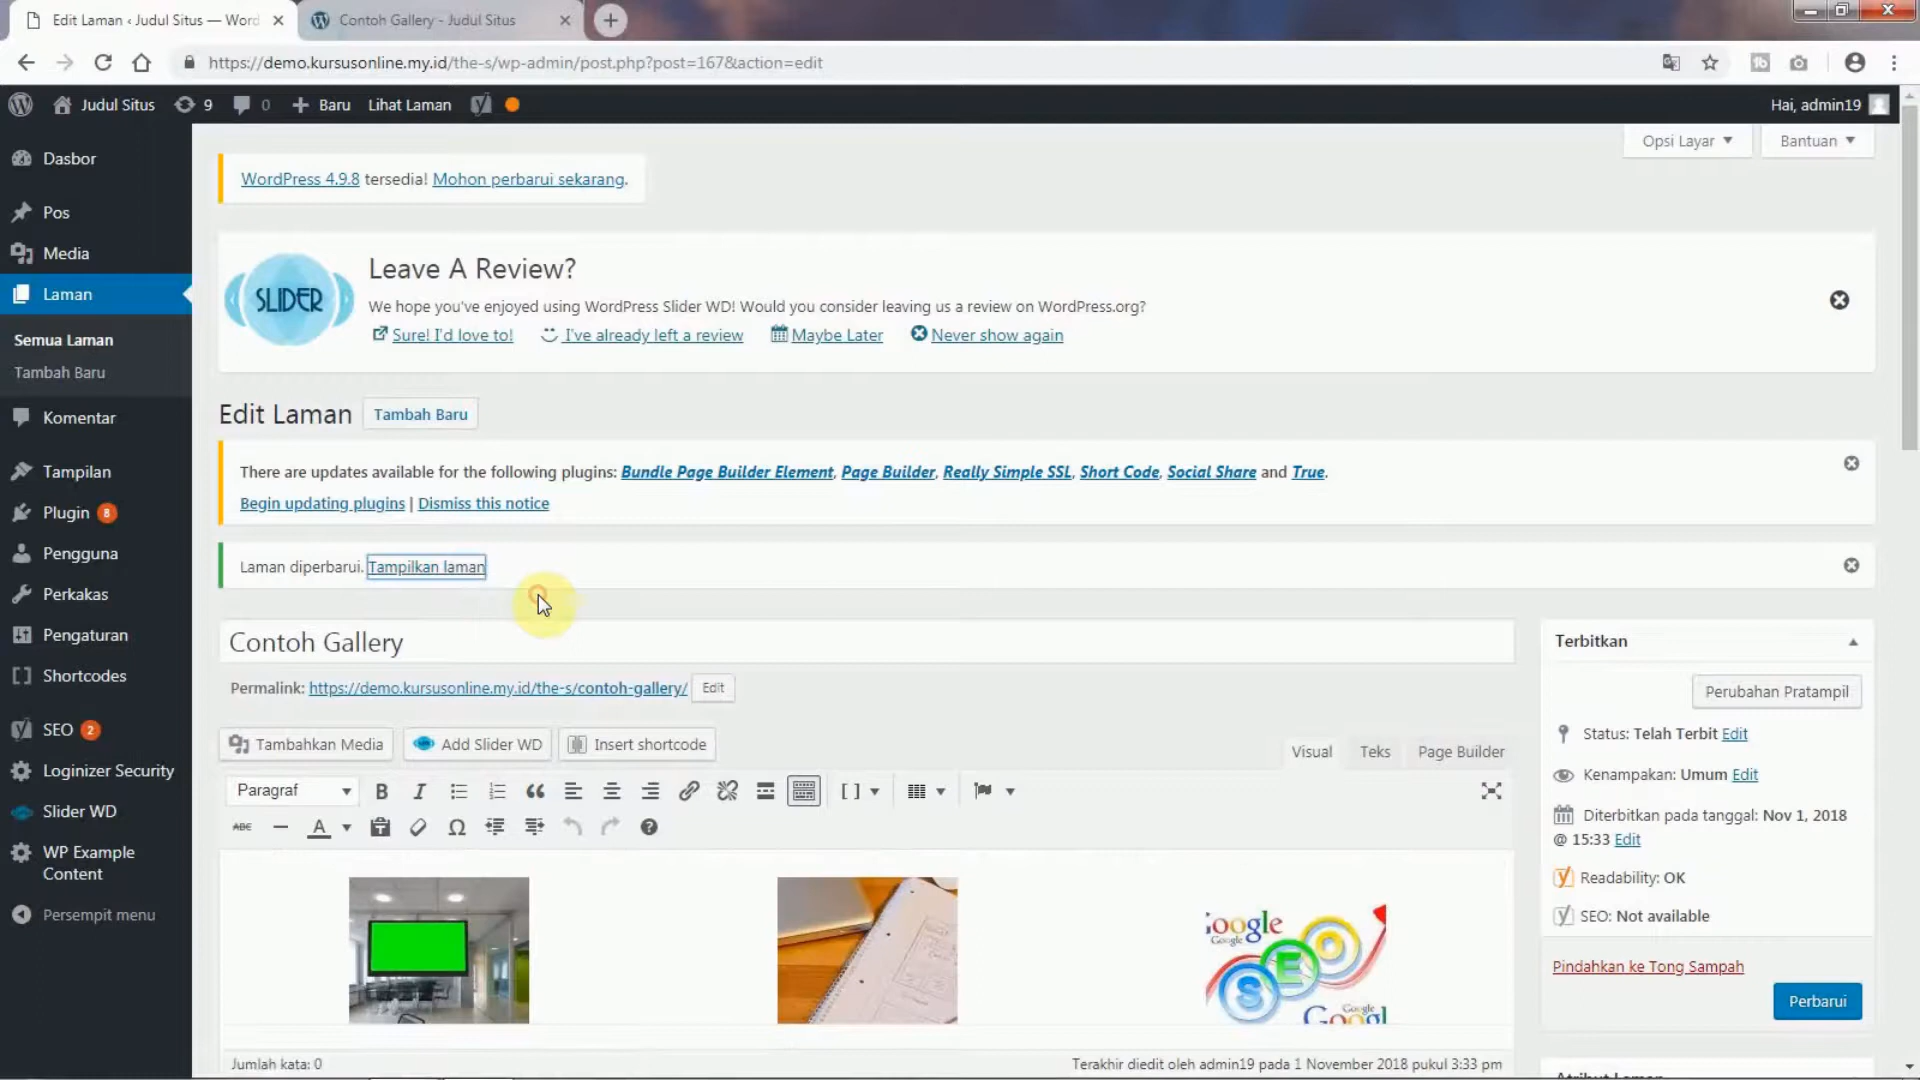 Edit Laman ‹ Judul Situs — Word
Contoh Gallery - Judul Situs
https://demo.kursusonline.my.id/the-s/wp-admin/post.php?post=167&action=edit
Judul Situs
9
0
Baru
Lihat Laman
Hai, admin19
Opsi Layar
Bantuan
Dasbor
Pos
Media
Laman
Semua Laman
Tambah Baru
Komentar
Tampilan
Plugin 8
Pengguna
Perkakas
Pengaturan
Shortcodes
SEO 2
Loginizer Security
Slider WD
WP Example
Content
Persempit menu
WordPress 4.9.8 tersedia! Mohon perbarui sekarang.
SLIDER
Leave A Review?
We hope you've enjoyed using WordPress Slider WD! Would you consider leaving us a review on WordPress.org?
Sure! I'd love to!
I've already left a review
Maybe Later
Never show again
Edit Laman
Tambah Baru
There are updates available for the following plugins: Bundle Page Builder Element, Page Builder, Really Simple SSL, Short Code, Social Share and True.
Begin updating plugins | Dismiss this notice
Laman diperbarui. Tampilkan laman
Contoh Gallery
Permalink: https://demo.kursusonline.my.id/the-s/contoh-gallery/ Edit
Tambahkan Media
Add Slider WD
Insert shortcode
Visual
Teks
Page Builder
Paragraf
B
I
ABC
A
Ω
oogle
Google
S
E
O
Google
Googl
Jumlah kata: 0
Terakhir diedit oleh admin19 pada 1 November 2018 pukul 3:33 pm
Terbitkan
Perubahan Pratampil
Status: Telah Terbit Edit
Kenampakan: Umum Edit
Diterbitkan pada tanggal: Nov 1, 2018
@ 15:33 Edit
Readability: OK
SEO: Not available
Pindahkan ke Tong Sampah
Perbarui
Atribut Laman